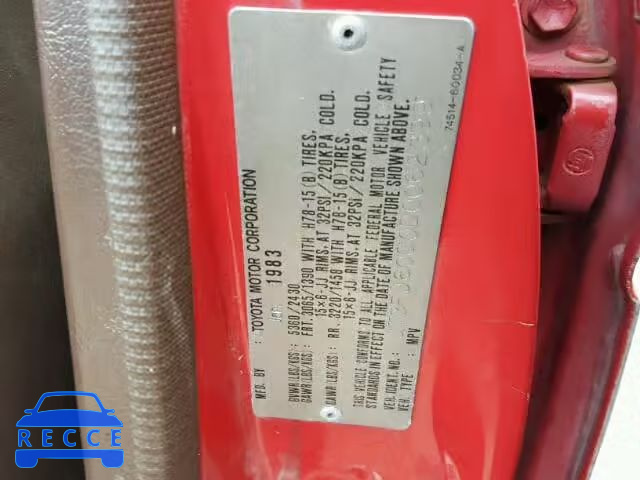 MFD. BY : TOYOTA MOTOR CORPORATION
1983
GVWR(LBS/KGS): 5360/2430
GAWR(LBS/KGS): FRT. 3065/1390 WITH H78-15(B) TIRES,
15×6-JJ RIMS, AT 32PSI/220KPA COLD.
GAWR(LBS/KGS): RR. 3220/1459 WITH H78-15(B) TIRES,
15×6-JJ RIMS, AT 32PSI/220KPA COLD.
THIS VEHICLE CONFORMS TO ALL APPLICABLE FEDERAL MOTOR VEHICLE SAFETY
STANDARDS IN EFFECT ON THE DATE OF MANUFACTURE SHOWN ABOVE.
VEH. IDENT. NO. :
VEH. TYPE : MPV
74514-60034-A
RECCE